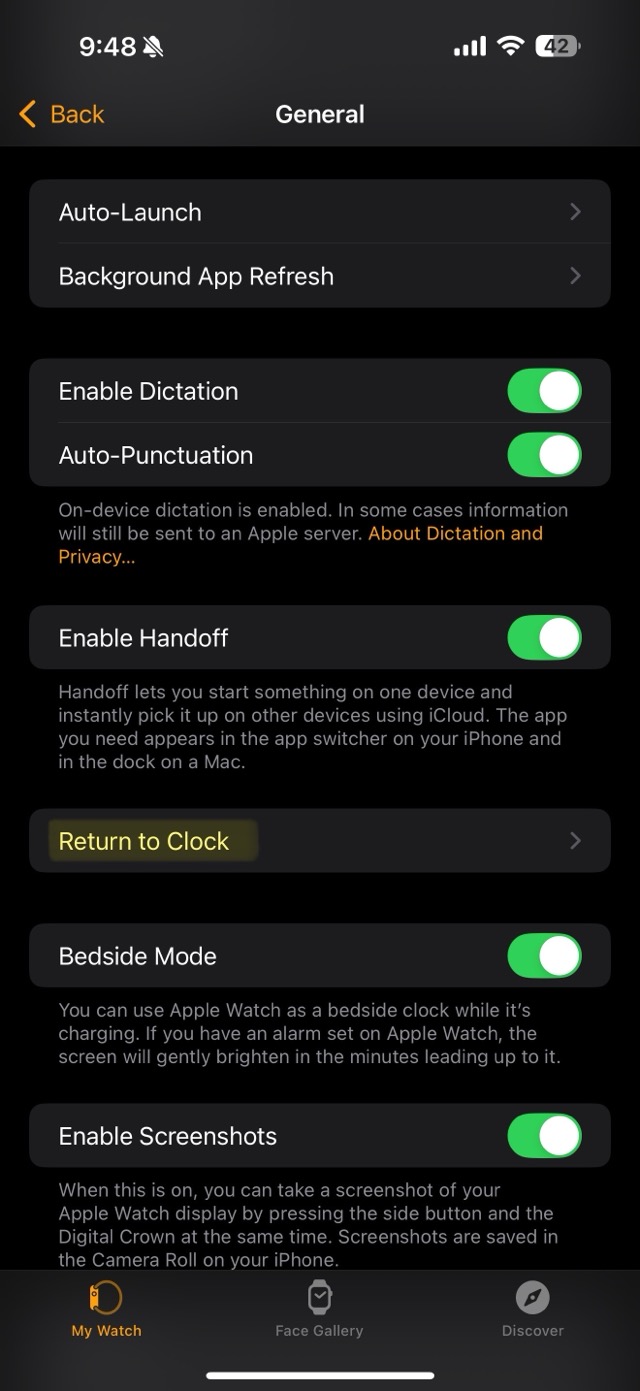 9:48
42
Back
General
Auto-Launch
Background App Refresh
Enable Dictation
Auto-Punctuation
On-device dictation is enabled. In some cases information
will still be sent to an Apple server. About Dictation and
Privacy...
Enable Handoff
Handoff lets you start something on one device and
instantly pick it up on other devices using iCloud. The app
you need appears in the app switcher on your iPhone and
in the dock on a Mac.
Return to Clock
Bedside Mode
You can use Apple Watch as a bedside clock while it’s
charging. If you have an alarm set on Apple Watch, the
screen will gently brighten in the minutes leading up to it.
Enable Screenshots
When this is on, you can take a screenshot of your
Apple Watch display by pressing the side button and the
Digital Crown at the same time. Screenshots are saved in
the Camera Roll on your iPhone.
My Watch
Face Gallery
Discover